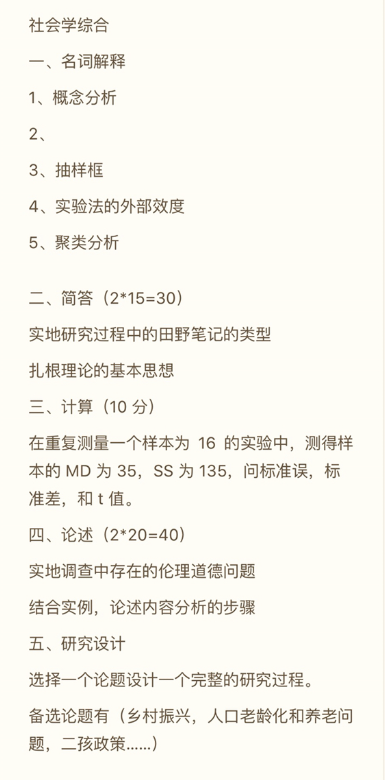 社会学综合
一、名词解释
1、概念分析
2、
3、抽样框
4、实验法的外部效度
5、聚类分析
二、简答（2*15=30）
实地研究过程中的田野笔记的类型
扎根理论的基本思想
三、计算（10 分）
在重复测量一个样本为 16 的实验中，测得样
本的 MD 为 35，SS 为 135，问标准误，标
准差，和 t 值。
四、论述（2*20=40）
实地调查中存在的伦理道德问题
结合实例，论述内容分析的步骤
五、研究设计
选择一个论题设计一个完整的研究过程。
备选论题有（乡村振兴，人口老龄化和养老问
题，二孩政策……）